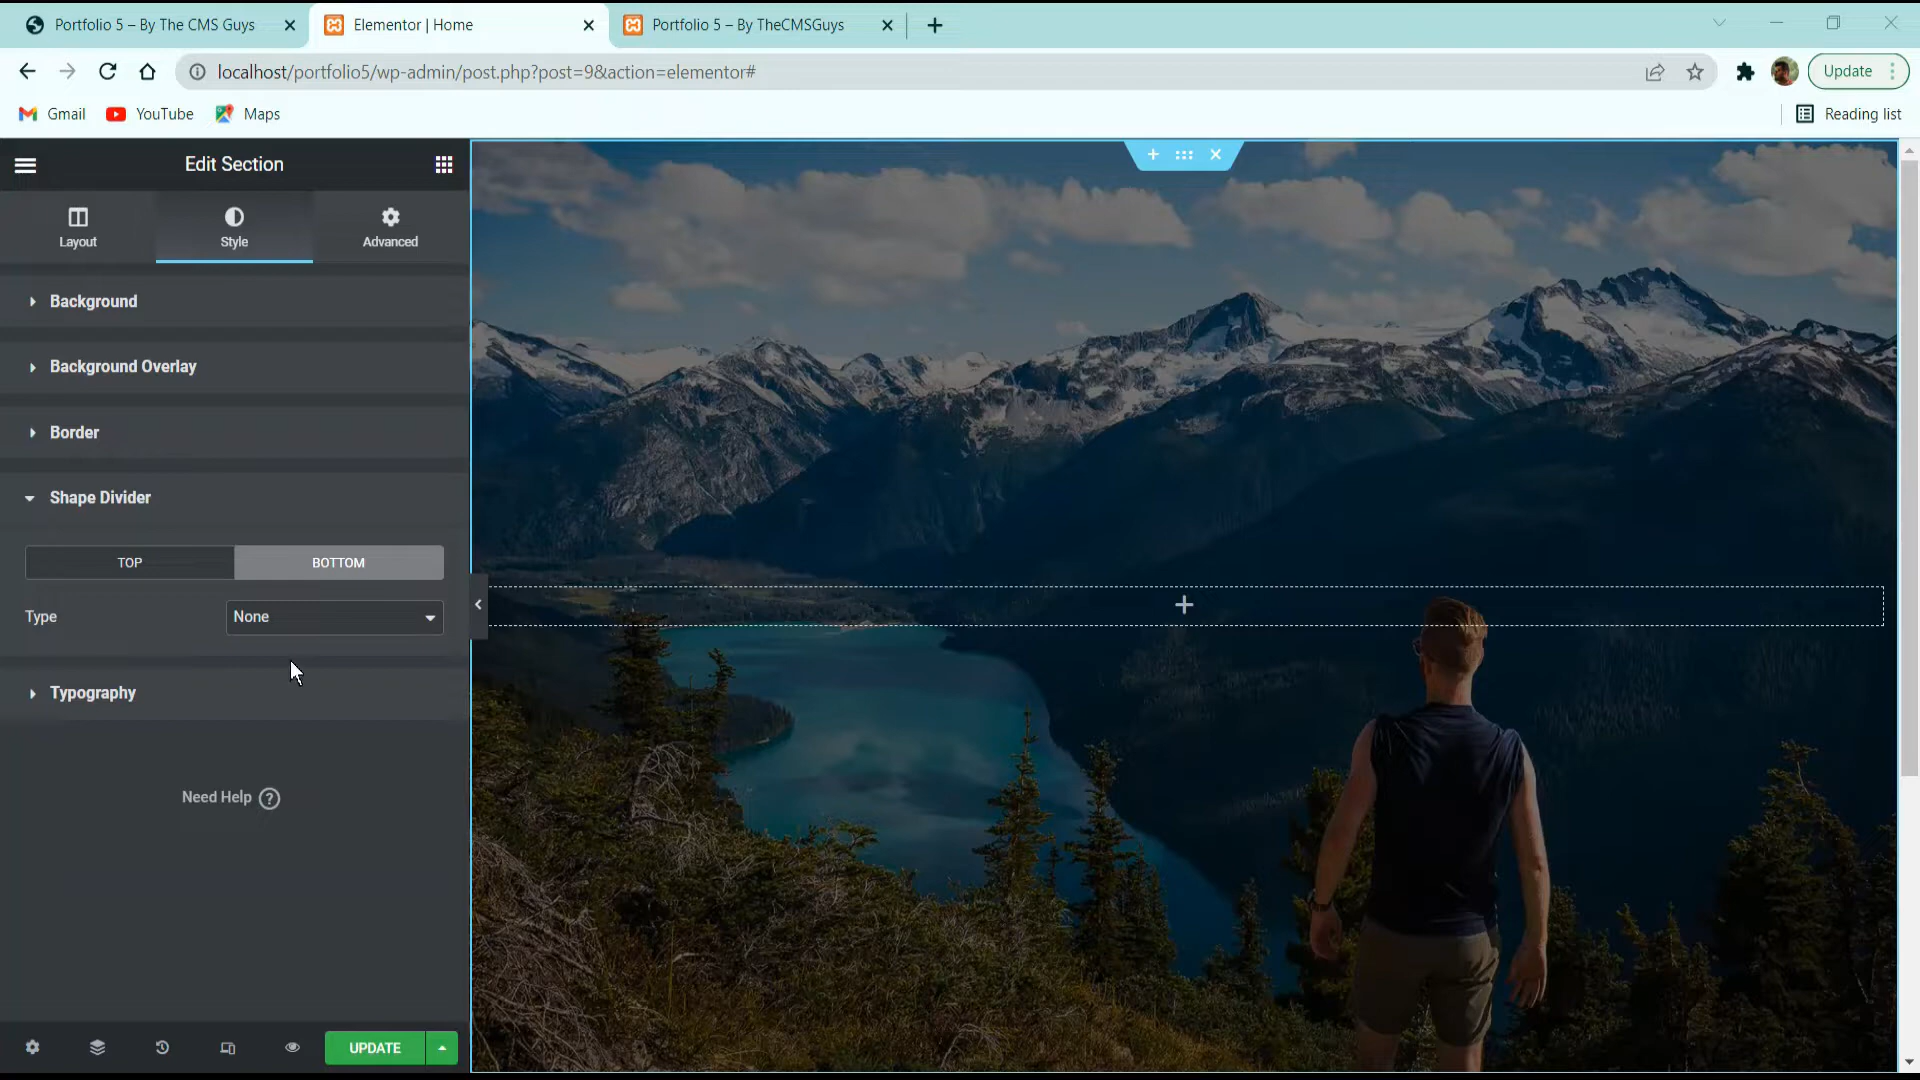 Portfolio 5 – By The CMS Guys
Elementor | Home
Portfolio 5 – By TheCMSGuys
localhost/portfolio5/wp-admin/post.php?post=9&action=elementor#
Update
Gmail
YouTube
Maps
Reading list
Edit Section
Layout
Style
Advanced
Background
Background Overlay
Border
Shape Divider
TOP
BOTTOM
Type
None
Typography
Need Help ?
UPDATE